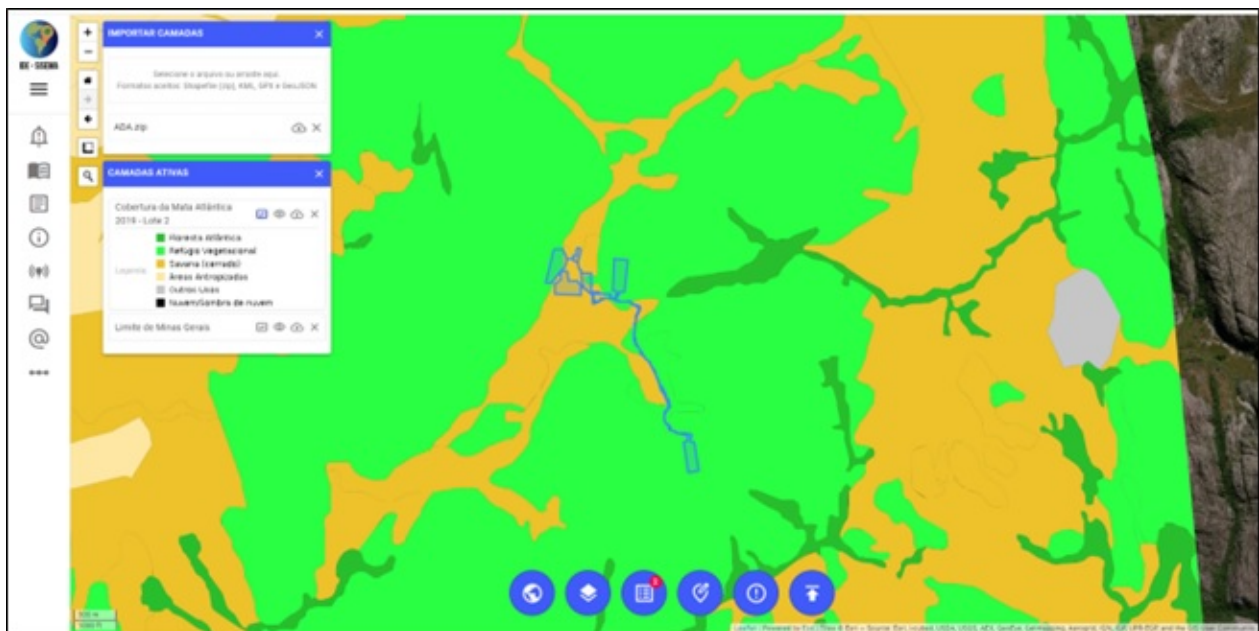 IDE - SISEMA
IMPORTAR CAMADAS
Selecione o arquivo ou arraste aqui.
Formatos aceitos: Shapefile (zip), KML, GPX e GeoJSON
ADA.zip
CAMADAS ATIVAS
Cobertura da Mata Atlântica
2019 - Lote 2
Legenda
Floresta Atlântica
Refúgio Vegetacional
Savana (cerrado)
Áreas Antropizadas
Outros Usos
Nuvem/Sombra de nuvem
Limite de Minas Gerais